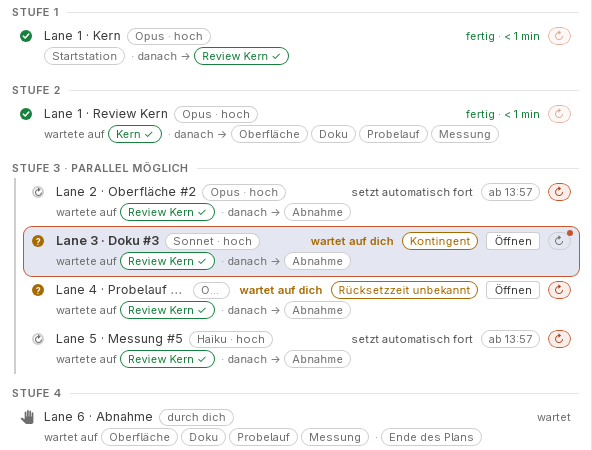 STUFE 1
Lane 1 · Kern Opus · hoch fertig · < 1 min
Startstation · danach → Review Kern ✓
STUFE 2
Lane 1 · Review Kern Opus · hoch fertig · < 1 min
wartete auf Kern ✓ · danach → Oberfläche Doku Probelauf Messung
STUFE 3 · PARALLEL MÖGLICH
Lane 2 · Oberfläche #2 Opus · hoch setzt automatisch fort ab 13:57
wartete auf Review Kern ✓ · danach → Abnahme
Lane 3 · Doku #3 Sonnet · hoch wartet auf dich Kontingent Öffnen
wartete auf Review Kern ✓ · danach → Abnahme
Lane 4 · Probelauf … O… wartet auf dich Rücksetzzeit unbekannt Öffnen
wartete auf Review Kern ✓ · danach → Abnahme
Lane 5 · Messung #5 Haiku · hoch setzt automatisch fort ab 13:57
wartete auf Review Kern ✓ · danach → Abnahme
STUFE 4
Lane 6 · Abnahme durch dich wartet
wartet auf Oberfläche Doku Probelauf Messung · Ende des Plans